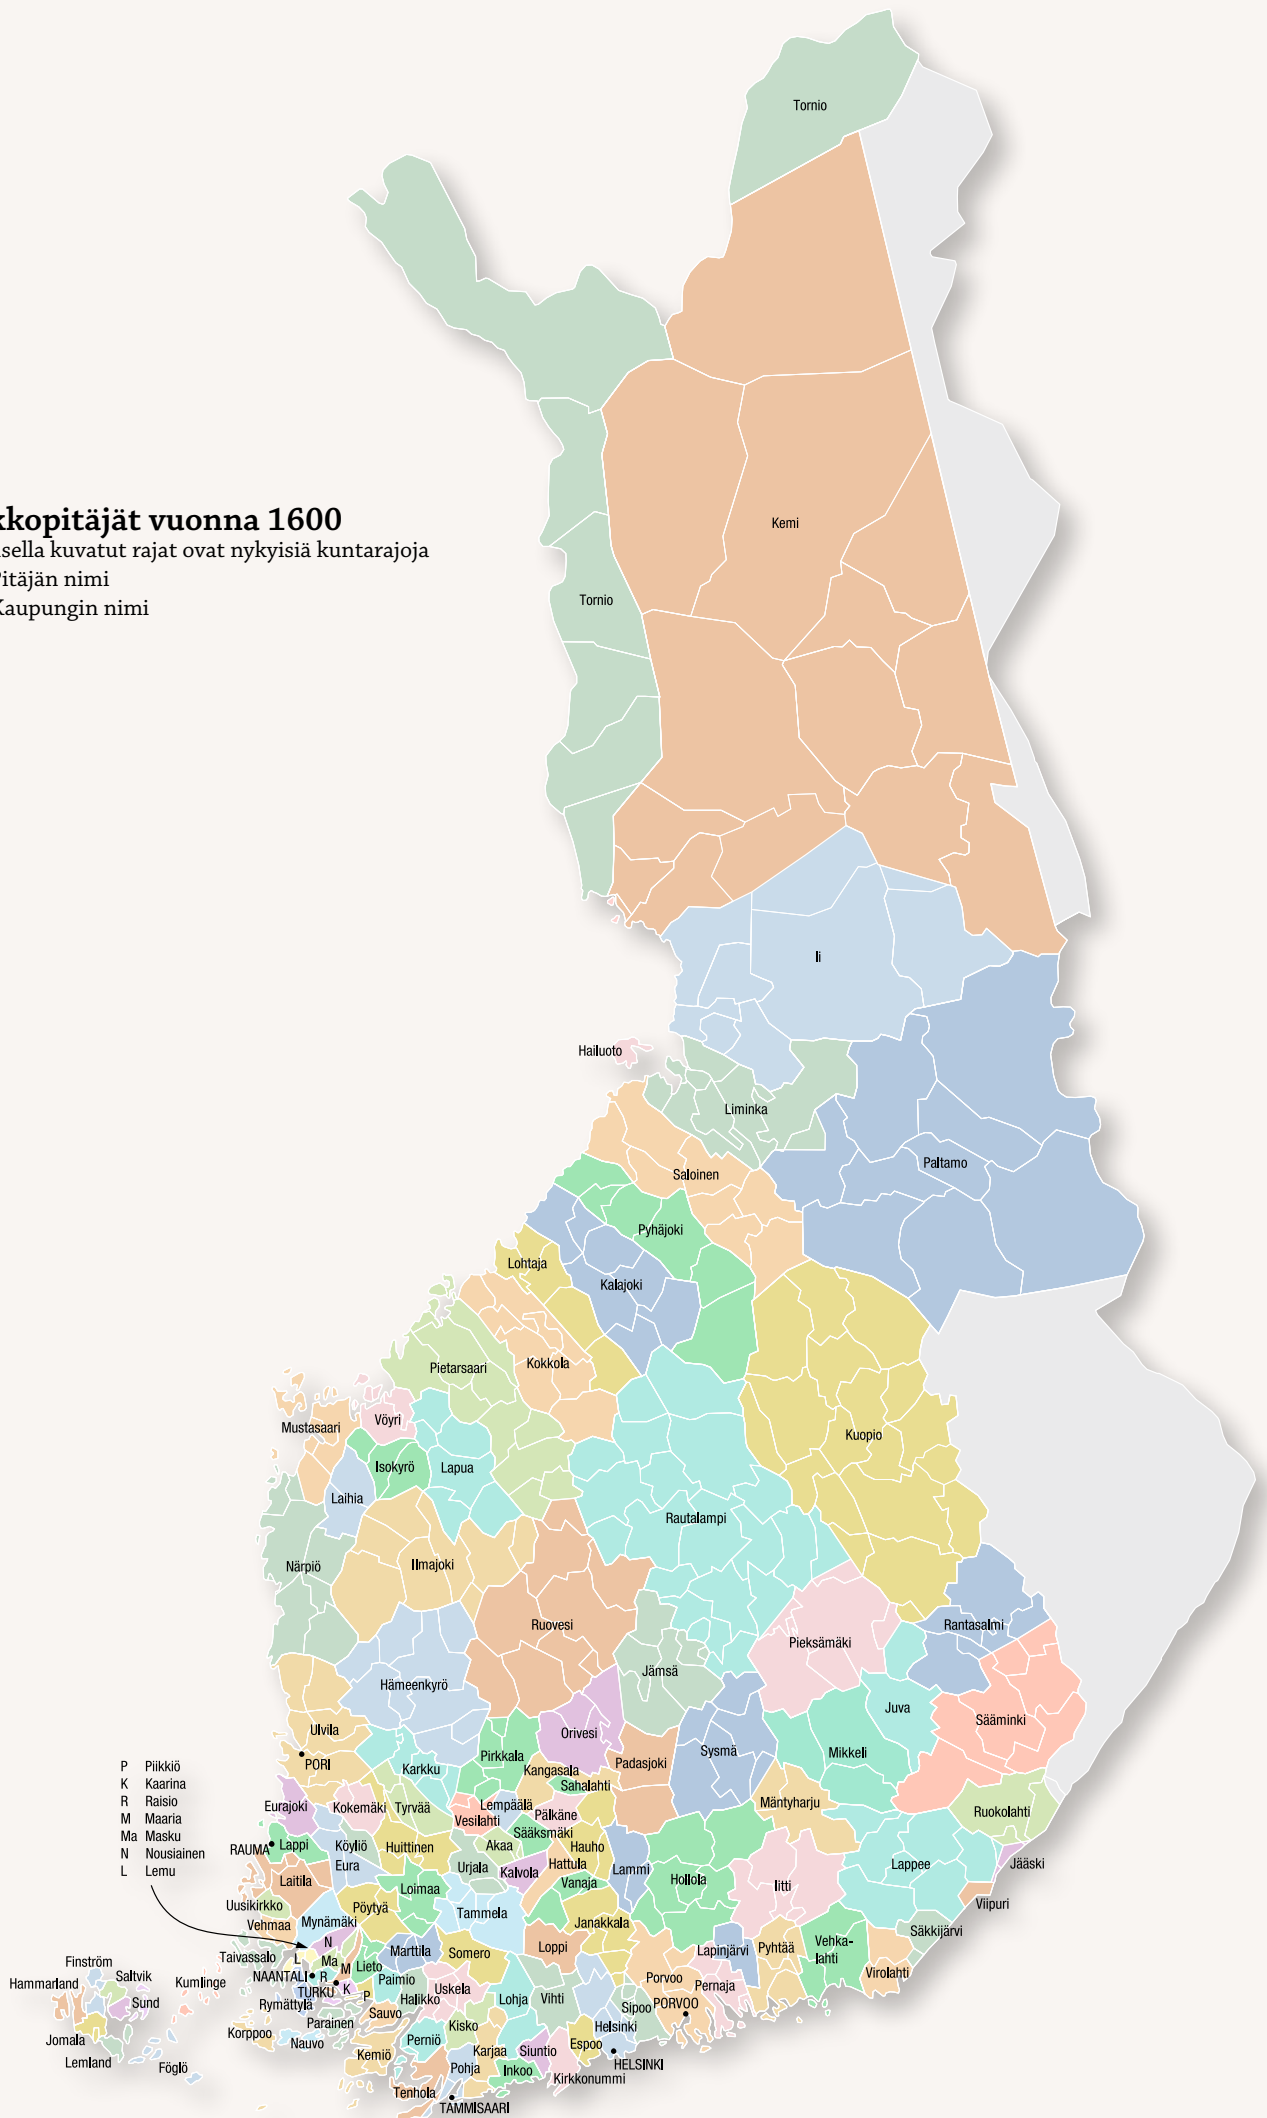 Tornio
Kemi
kkopitäjät vuonna 1600
sella kuvatut rajat ovat nykyisiä kuntarajoja
Pitäjän nimi
Kaupungin nimi
Tornio
Ii
Hailuoto
Liminka
Paltamo
Saloinen
Pyhäjoki
Lohtaja
Kalajoki
Kokkola
Pietarsaari
Vöyri
Mustasaari
Kuopio
Isokyrö
Lapua
Laihia
Rautalampi
Ilmajoki
Närpiö
Ruovesi
Rantasalmi
Pieksämäki
Jämsä
Hämeenkyrö
Juva
Sääminki
Ulvila
Orivesi
Sysmä
Mikkeli
Pirkkala
PORI
Padasjoki
Karkku
Kangasala
Sahalahti
Mäntyharju
Ruokolahti
P Piikkiö
K Kaarina
R Raisio
M Maaria
Ma Masku
N Nousiainen
L Lemu
Eurajoki
Kokemäki
Tyrvää
Lempäälä
Vesilahti
Pälkäne
Sääksmäki
RAUMA
Lappi
Köyliö
Huittinen
Akaa
Hauho
Eura
Urjala
Kalvola
Hattula
Lammi
Hollola
Iitti
Lappee
Jääski
Laitila
Loimaa
Vanaja
Viipuri
Uusikirkko
Pöytyä
Vehmaa
Mynämäki
Tammela
Janakkala
Säkkijärvi
N
Taivassalo
L
Ma
M
Lieto
Marttila
Somero
Loppi
Lapinjärvi
Pyhtää
Vehka-
lahti
Virolahti
Finström
Saltvik
Hammarland
Kumlinge
NAANTALI
R
TURKU
K
P
Paimio
Halikko
Uskela
Lohja
Vihti
Porvoo
Pernaja
Sund
Rymättylä
Sauvo
Sipoo
PORVOO
Jomala
Korppoo
Parainen
Nauvo
Perniö
Kisko
Helsinki
Lemland
Föglö
Kemiö
Karjaa
Siuntio
Espoo
HELSINKI
Pohja
Inkoo
Kirkkonummi
Tenhola
TAMMISAARI